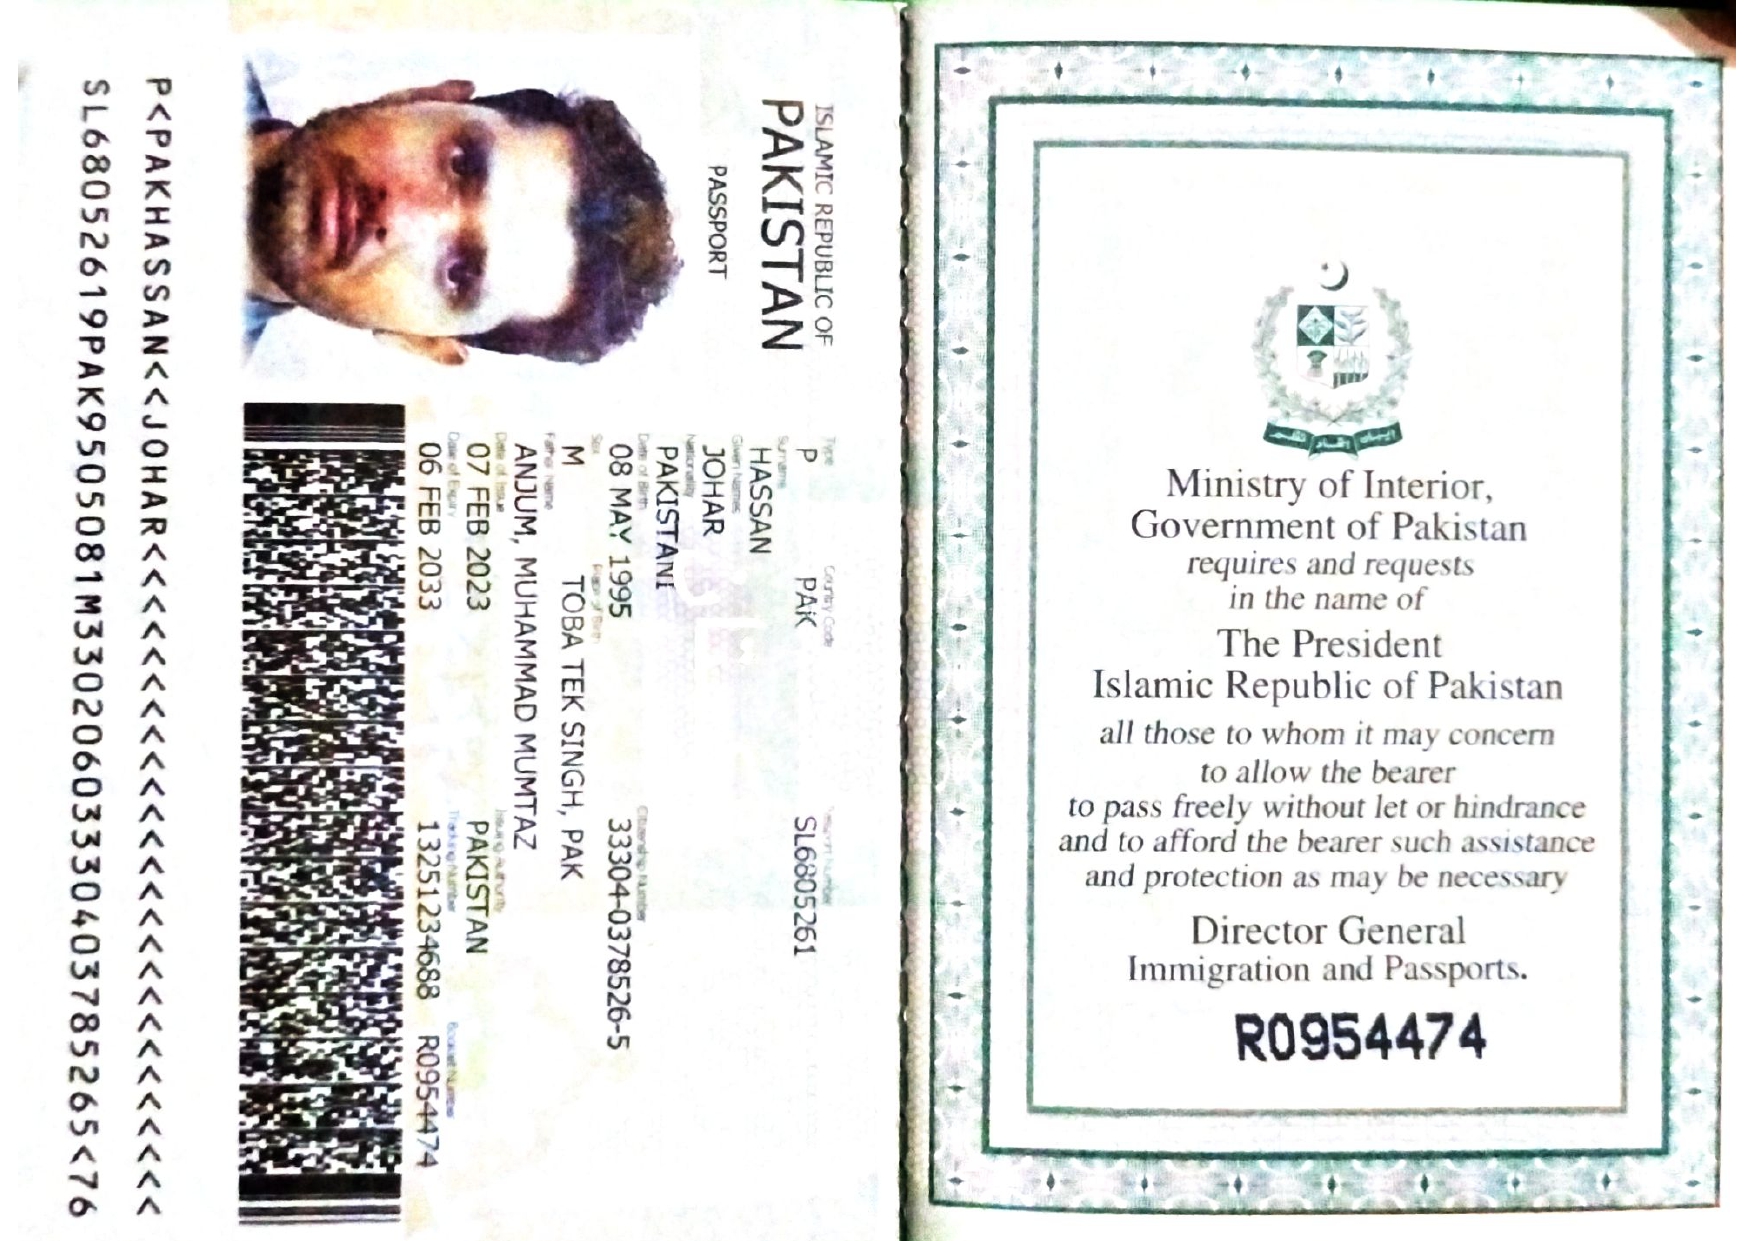 ISLAMIC REPUBLIC OF
PAKISTAN
PASSPORT
Type
Country Code
Passport Number
P
PAK
SL6805261
Surname
HASSAN
Given Names
JOHAR
Nationality
PAKISTANI
Date of Birth
Citizenship Number
08 MAY 1995
33304-0378526-5
Sex
Place of Birth
M
TOBA TEK SINGH, PAK
Father Name
ANJUM, MUHAMMAD MUMTAZ
Date of Issue
Issuing Authority
07 FEB 2023
PAKISTAN
Date of Expiry
Tracking Number
Booklet Number
06 FEB 2033
13251234688
R0954474
P<PAKHASSAN<<JOHAR<<<<<<<<<<<<<<<<<<<<<<<<<<
SL68052619PAK9505081M33020603330403785265<76
ایمان اتحاد نظم
Ministry of Interior,
Government of Pakistan
requires and requests
in the name of
The President
Islamic Republic of Pakistan
all those to whom it may concern
to allow the bearer
to pass freely without let or hindrance
and to afford the bearer such assistance
and protection as may be necessary
Director General
Immigration and Passports.
R0954474